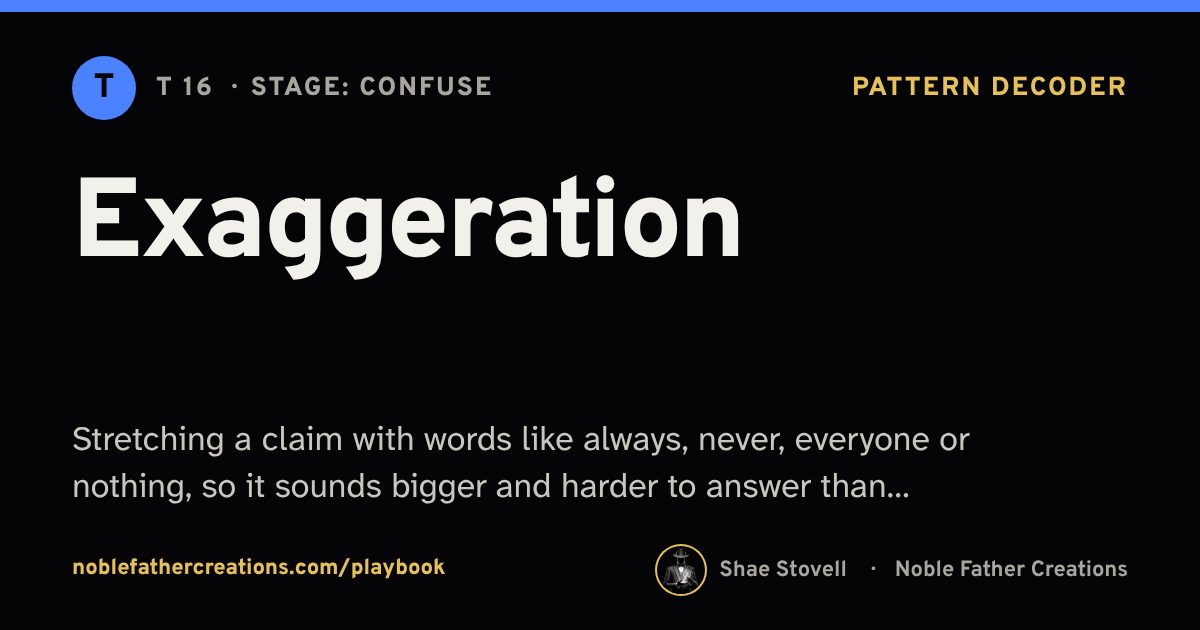 T
T 16 · STAGE: CONFUSE
PATTERN DECODER
Exaggeration
Stretching a claim with words like always, never, everyone or
nothing, so it sounds bigger and harder to answer than...
noblefathercreations.com/playbook
Shae Stovell · Noble Father Creations